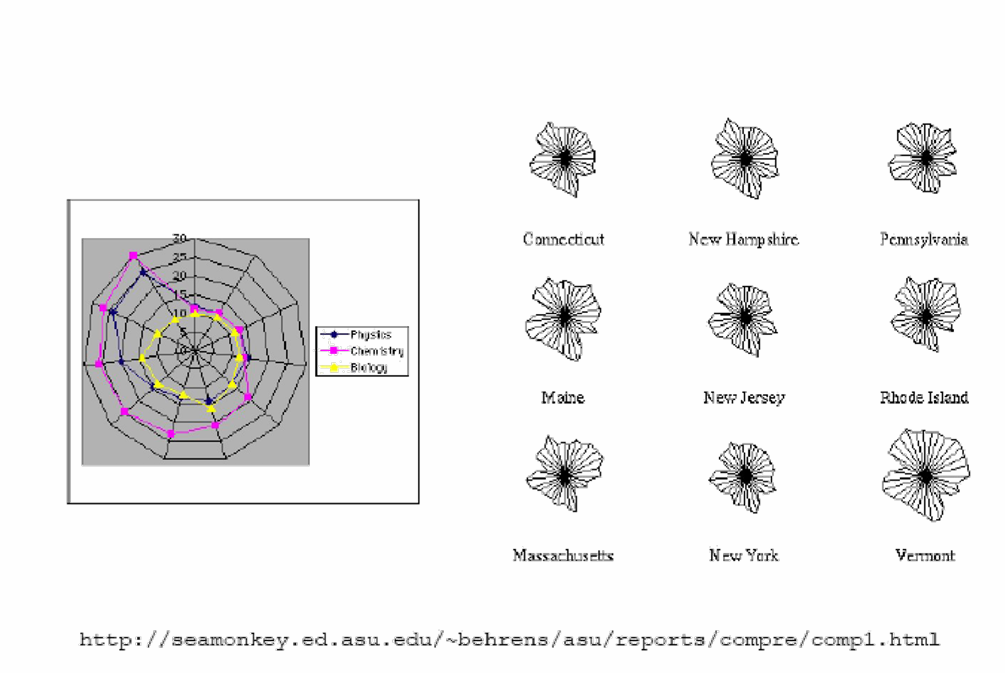 30
25
20
15
10
5
Physics
Chemistry
Biology
Connecticut
New Hampshire
Pennsylvania
Maine
New Jersey
Rhode Island
Massachusetts
New York
Vermont
http://seamonkey.ed.asu.edu/~behrens/asu/reports/compre/comp1.html